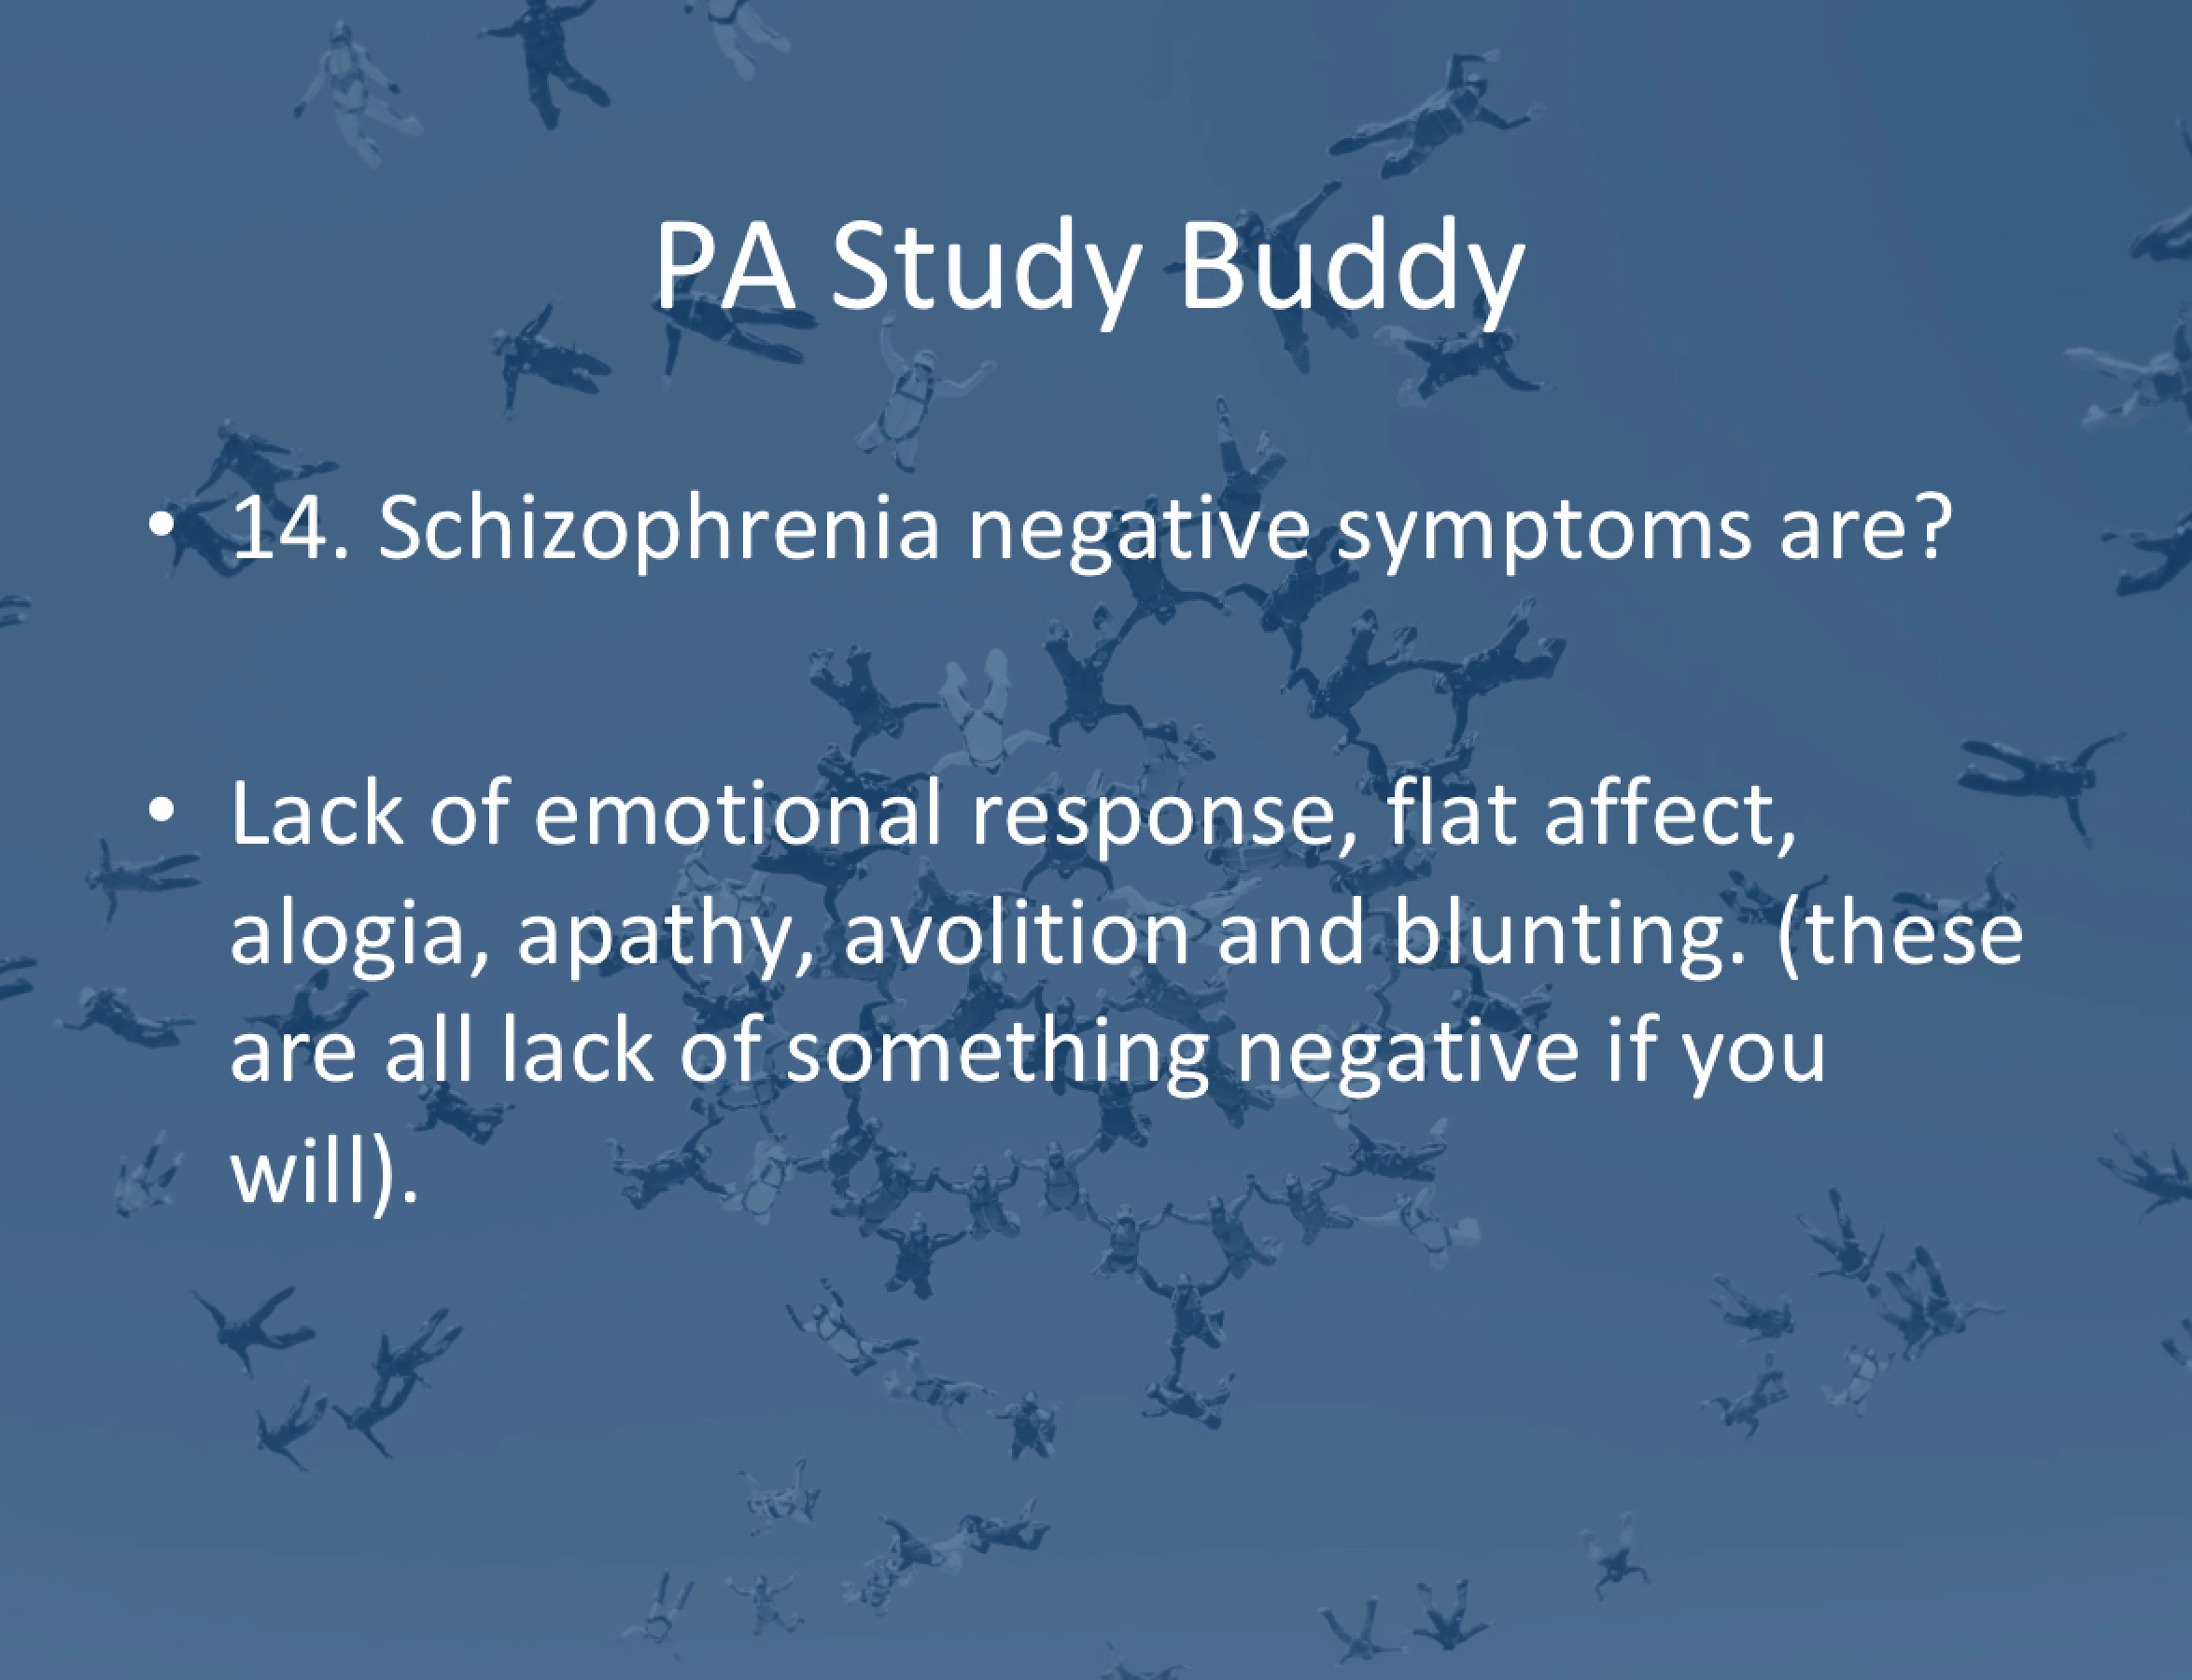 PA Study Buddy
• 14. Schizophrenia negative symptoms are?
• Lack of emotional response, flat affect,
alogia, apathy, avolition and blunting. (these
are all lack of something negative if you
will).